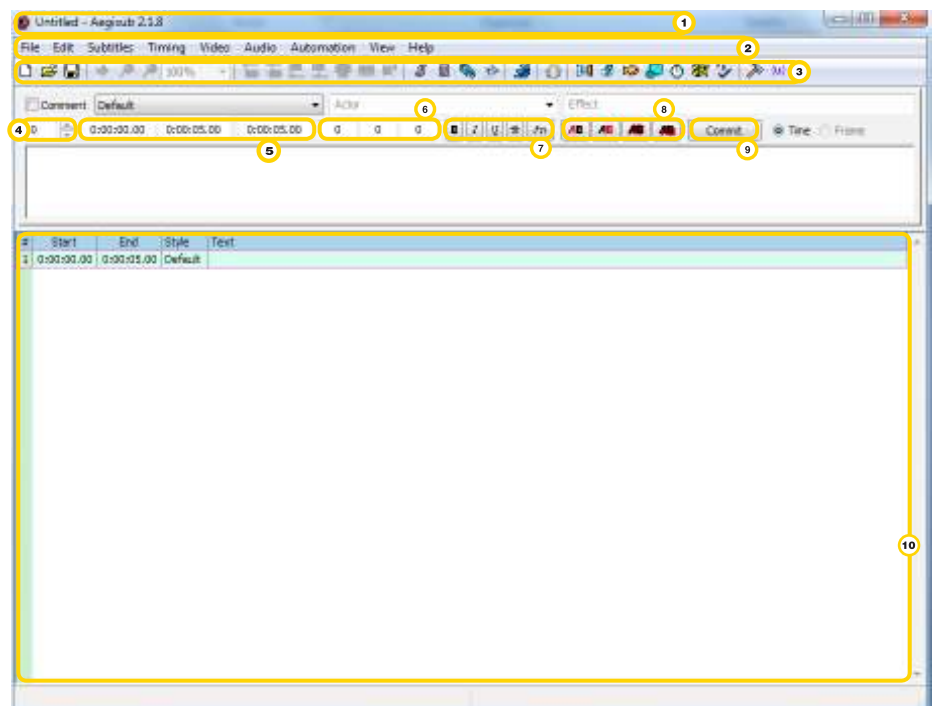 Untitled - Aegisub 2.1.8 1
File Edit Subtitles Timing Video Audio Automation View Help 2
100% 3
Comment Default Actor 6 Effect 8
4 0 0:00:00.00 0:00:05.00 0:00:05.00 0 0 0 B I U fn AB AB AB AB Commit Time Frame
5 7 9
# Start End Style Text
1 0:00:00.00 0:00:05.00 Default
10